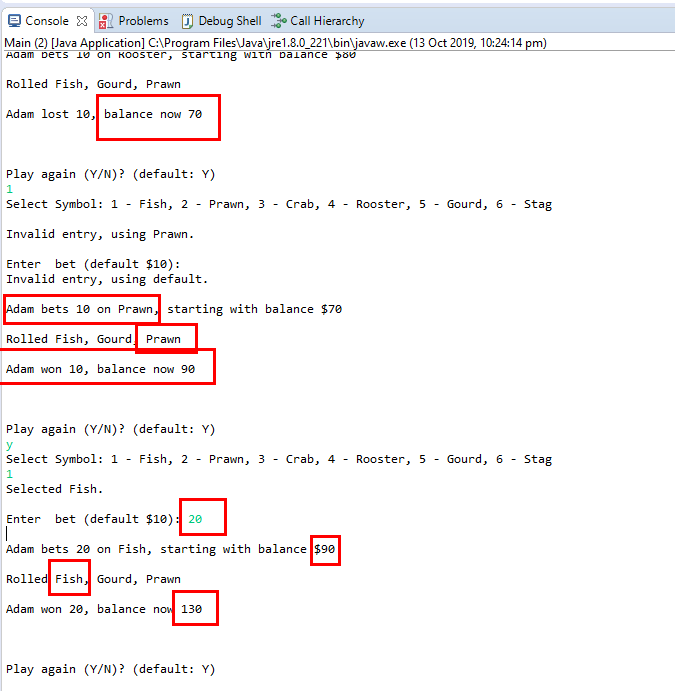 Console Problems Debug Shell Call Hierarchy
Main (2) [Java Application] C:\Program Files\Java\jre1.8.0_221\bin\javaw.exe (13 Oct 2019, 10:24:14 pm)
Adam bets 10 on Rooster, starting with balance $80
Rolled Fish, Gourd, Prawn
Adam lost 10, balance now 70
Play again (Y/N)? (default: Y)
1
Select Symbol: 1 - Fish, 2 - Prawn, 3 - Crab, 4 - Rooster, 5 - Gourd, 6 - Stag
Invalid entry, using Prawn.
Enter  bet (default $10):
Invalid entry, using default.
Adam bets 10 on Prawn, starting with balance $70
Rolled Fish, Gourd, Prawn
Adam won 10, balance now 90
Play again (Y/N)? (default: Y)
y
Select Symbol: 1 - Fish, 2 - Prawn, 3 - Crab, 4 - Rooster, 5 - Gourd, 6 - Stag
1
Selected Fish.
Enter  bet (default $10): 20
Adam bets 20 on Fish, starting with balance $90
Rolled Fish, Gourd, Prawn
Adam won 20, balance now 130
Play again (Y/N)? (default: Y)